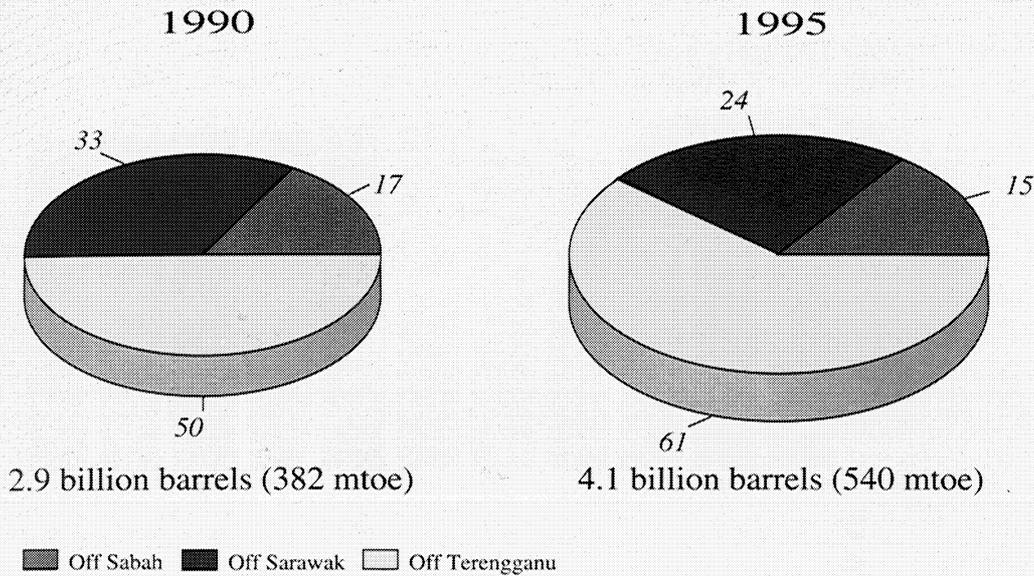 1990
1995
33
17
24
15
50
61
2.9 billion barrels (382 mtoe)
4.1 billion barrels (540 mtoe)
Off Sabah Off Sarawak Off Terengganu